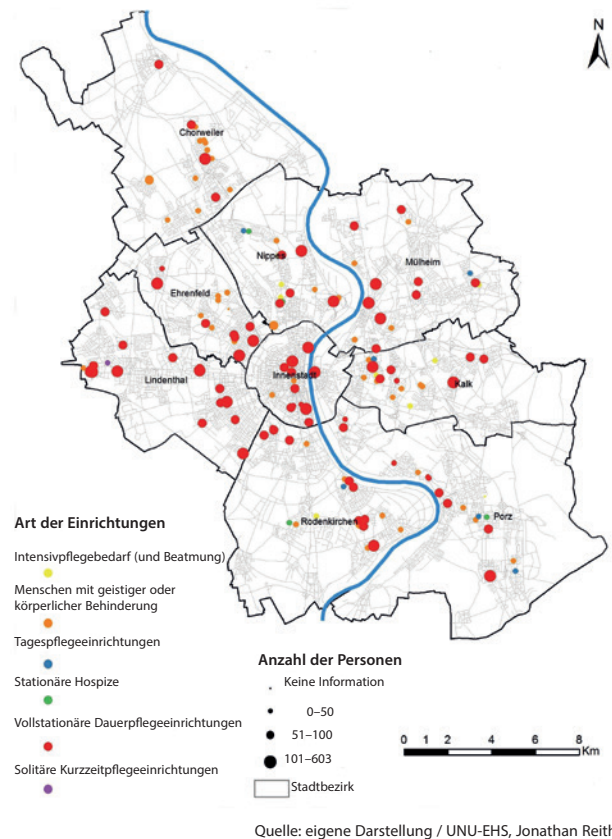 N
Chorweiler
Nippes
Mülheim
Ehrenfeld
Innenstadt
Lindenthal
Kalk
Rodenkirchen
Porz
Art der Einrichtungen
Intensivpflegebedarf (und Beatmung)
Menschen mit geistiger oder
körperlicher Behinderung
Tagespflegeeinrichtungen
Stationäre Hospize
Vollstationäre Dauerpflegeeinrichtungen
Solitäre Kurzzeitpflegeeinrichtungen
Anzahl der Personen
Keine Information
0–50
51–100
101–603
Stadtbezirk
0 1 2 4 6 8
Km
Quelle: eigene Darstellung / UNU-EHS, Jonathan Reith